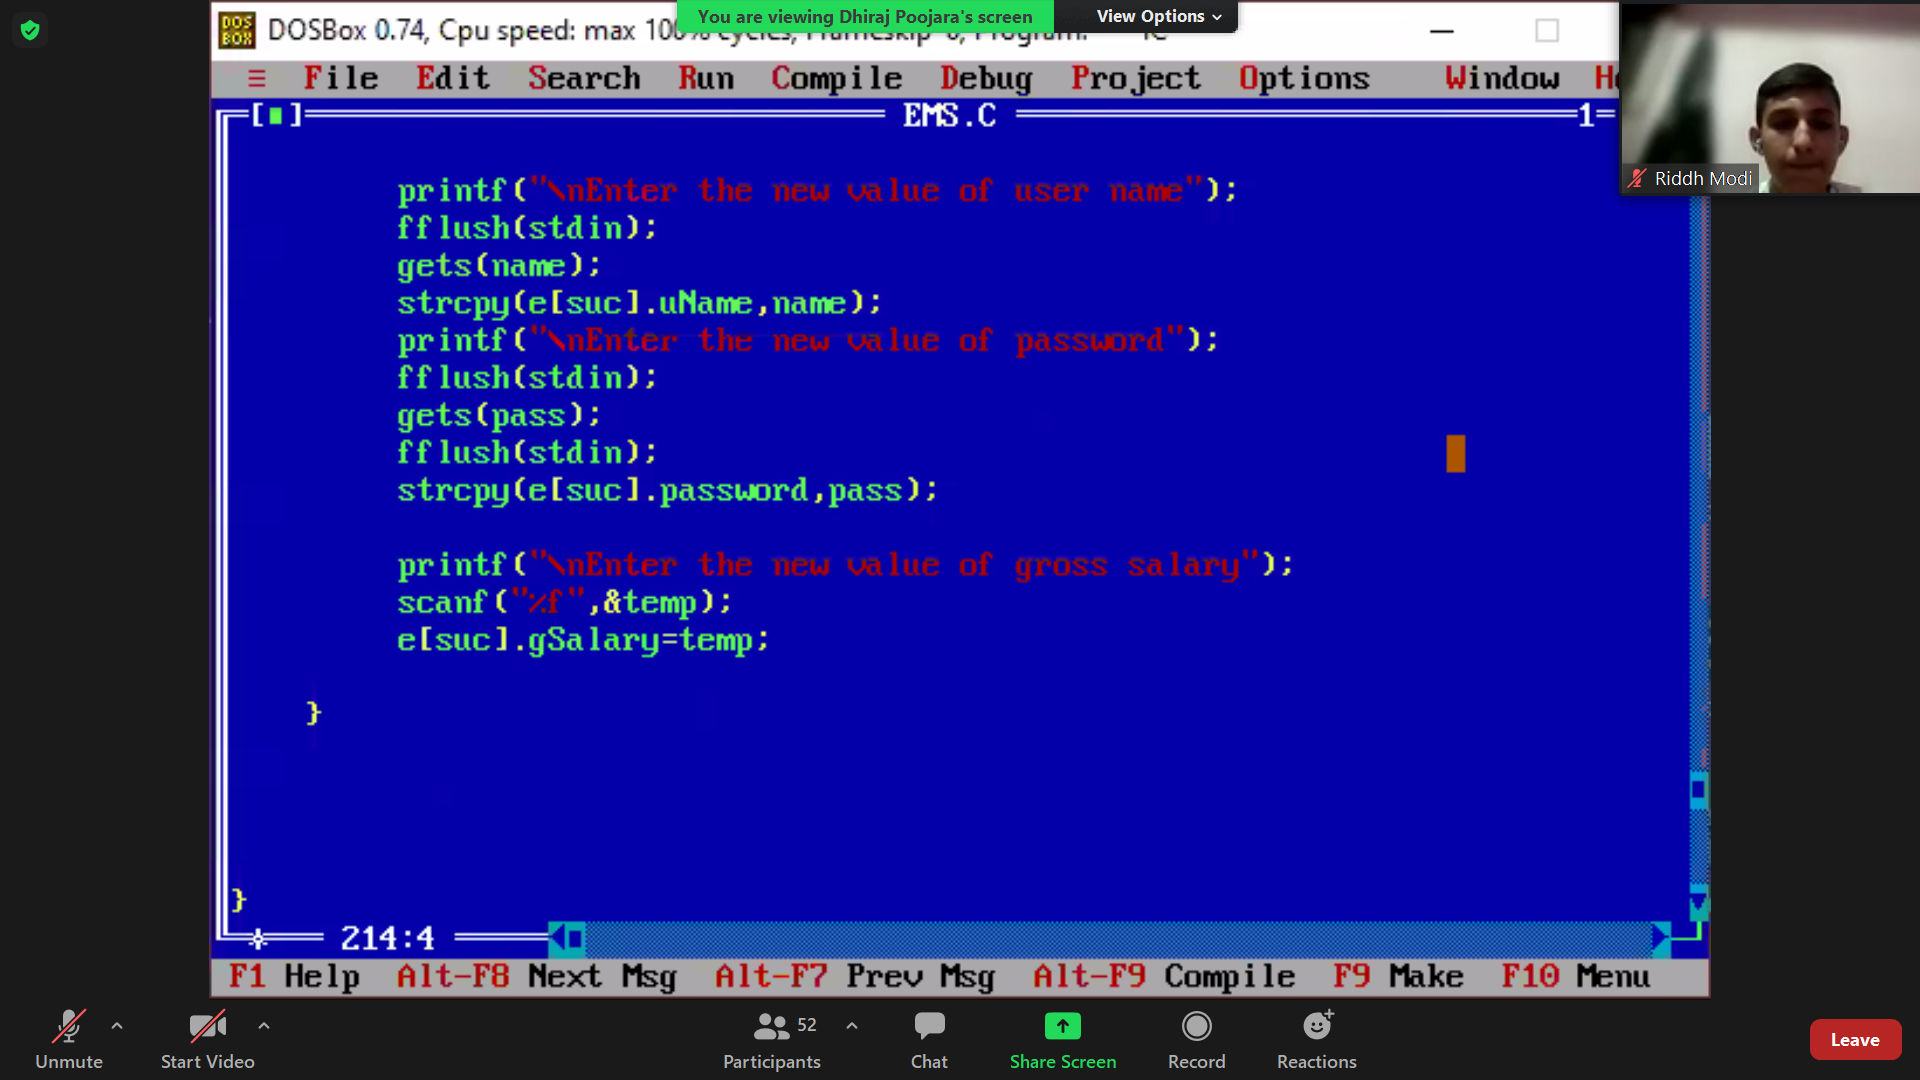 You are viewing Dhiraj Poojara's screen
View Options
DOS
BOX
DOSBox 0.74, Cpu speed: max 100% cycles,
File Edit Search Run Compile Debug Project Options Window
EMS.C
1
printf("\nEnter the new value of user name");
fflush(stdin);
gets(name);
strcpy(e[suc].uName,name);
printf("\nEnter the new value of password");
fflush(stdin);
gets(pass);
fflush(stdin);
strcpy(e[suc].password,pass);
printf("\nEnter the new value of gross salary");
scanf("%f",&temp);
e[suc].gSalary=temp;
}
}
214:4
F1 Help Alt-F8 Next Msg Alt-F7 Prev Msg Alt-F9 Compile F9 Make F10 Menu
Riddh Modi
52
Unmute Start Video Participants Chat Share Screen Record Reactions Leave